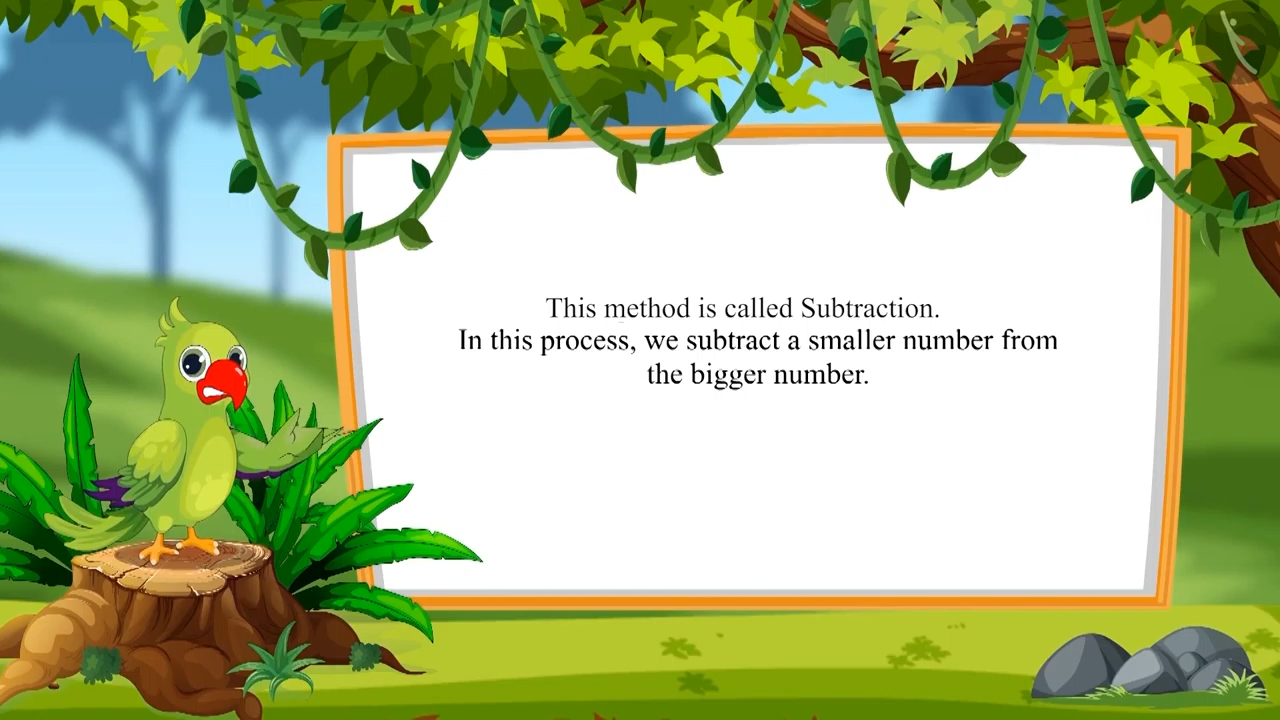 This method is called Subtraction.
In this process, we subtract a smaller number from
the bigger number.